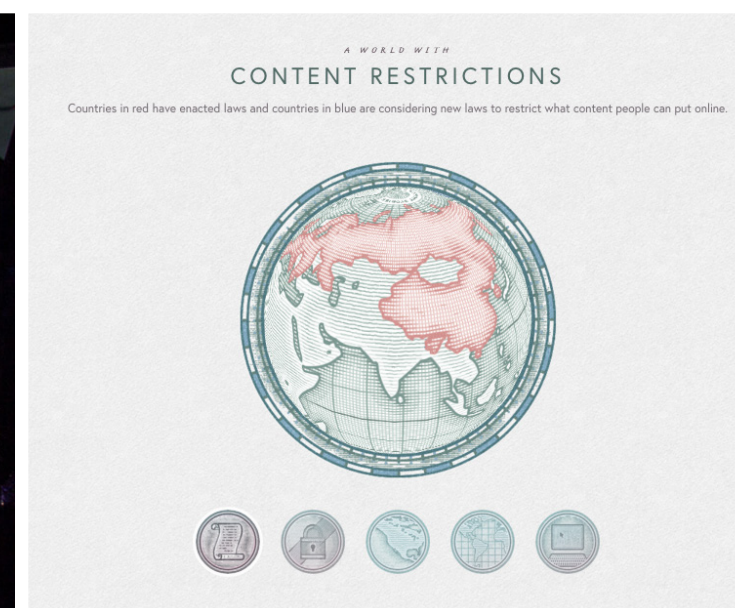 A WORLD WITH
CONTENT RESTRICTIONS
Countries in red have enacted laws and countries in blue are considering new laws to restrict what content people can put online.